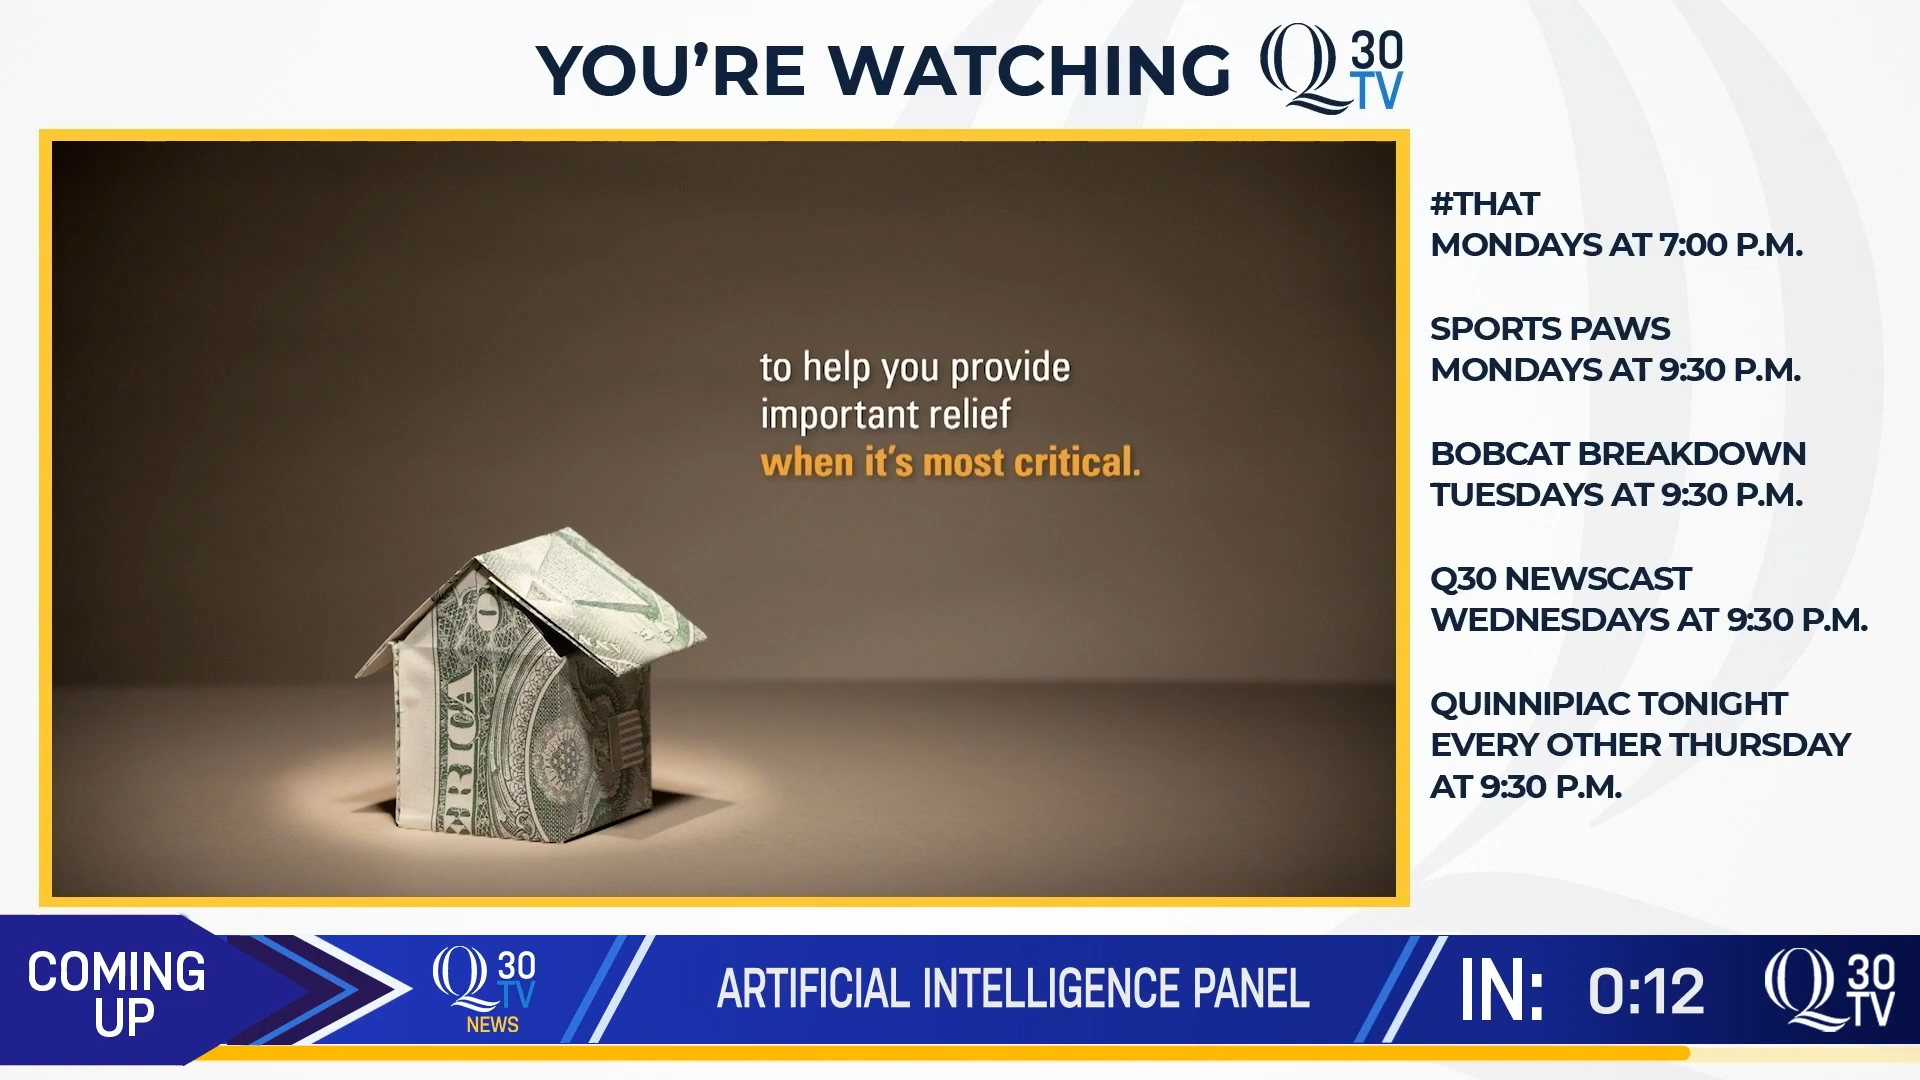 YOU'RE WATCHING Q 30 TV
to help you provide
important relief
when it's most critical.
ERICA
#THAT
MONDAYS AT 7:00 P.M.
SPORTS PAWS
MONDAYS AT 9:30 P.M.
BOBCAT BREAKDOWN
TUESDAYS AT 9:30 P.M.
Q30 NEWSCAST
WEDNESDAYS AT 9:30 P.M.
QUINNIPIAC TONIGHT
EVERY OTHER THURSDAY
AT 9:30 P.M.
COMING
UP
Q 30 TV
NEWS
ARTIFICIAL INTELLIGENCE PANEL
IN: 0:12
Q 30 TV